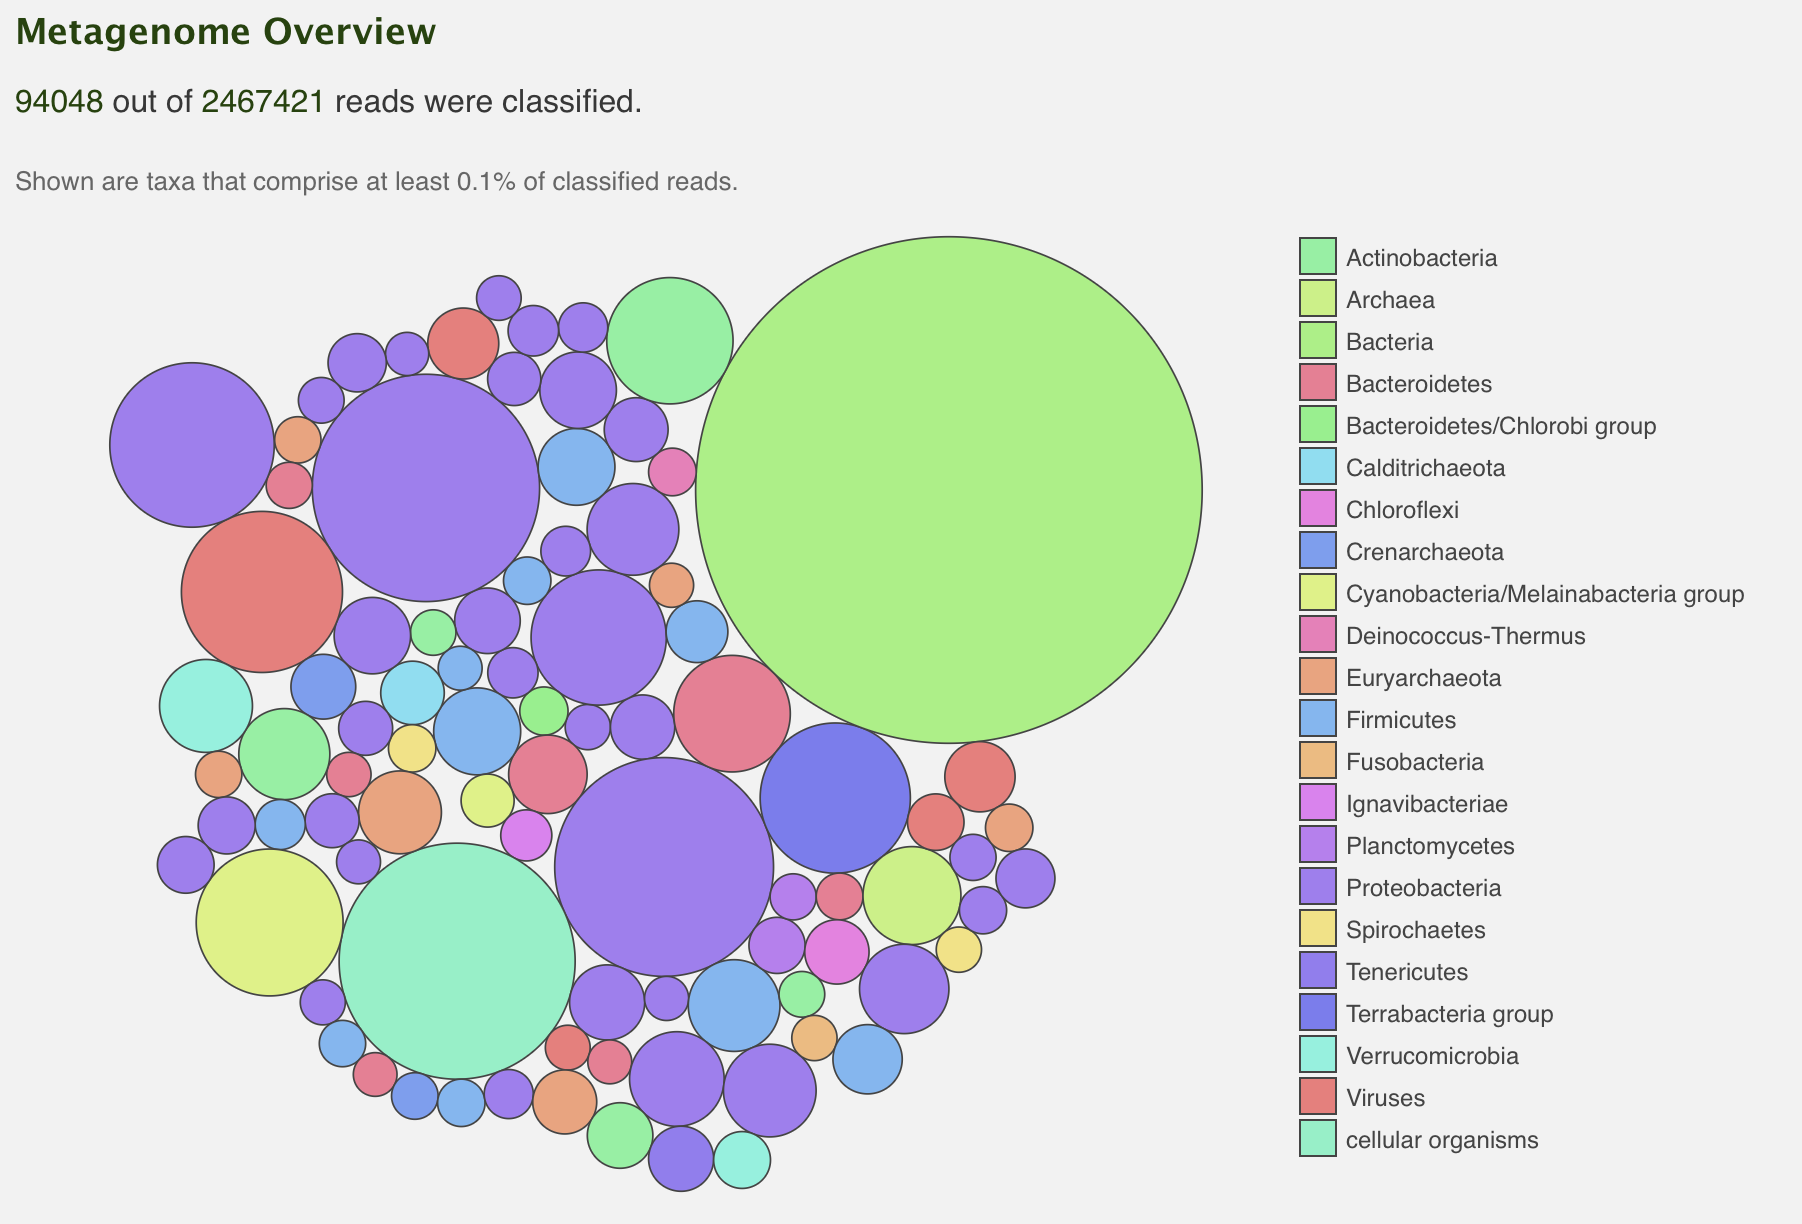 Metagenome Overview
94048 out of 2467421 reads were classified.
Shown are taxa that comprise at least 0.1% of classified reads.
Actinobacteria
Archaea
Bacteria
Bacteroidetes
Bacteroidetes/Chlorobi group
Calditrichaeota
Chloroflexi
Crenarchaeota
Cyanobacteria/Melainabacteria group
Deinococcus-Thermus
Euryarchaeota
Firmicutes
Fusobacteria
Ignavibacteriae
Planctomycetes
Proteobacteria
Spirochaetes
Tenericutes
Terrabacteria group
Verrucomicrobia
Viruses
cellular organisms